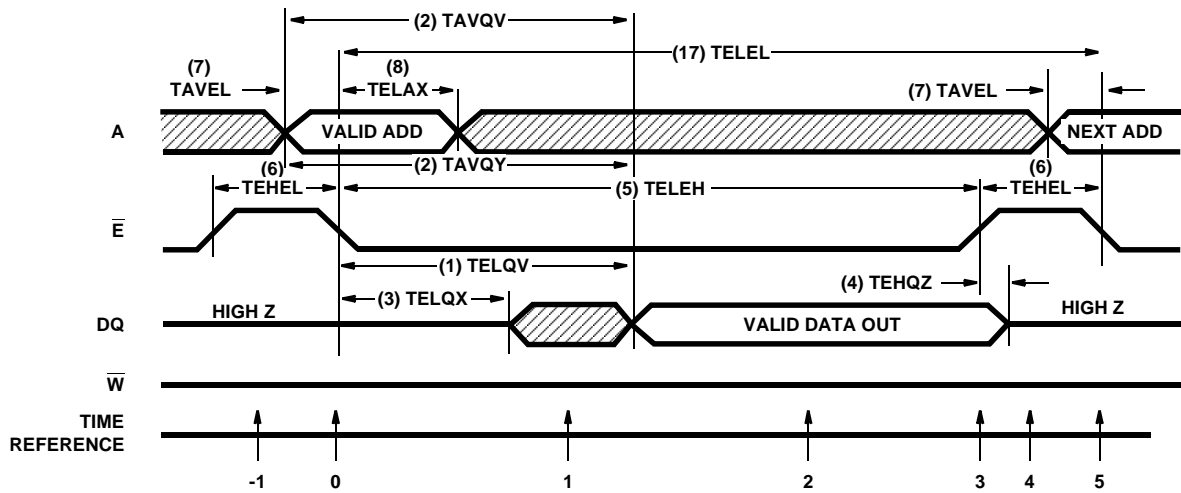 (2) TAVQV
(17) TELEL
(7)
TAVEL
(8)
TELAX
(7) TAVEL
A
VALID ADD
NEXT ADD
(2) TAVQY
(6)
TEHEL
(5) TELEH
(6)
TEHEL
E
(1) TELQV
(4) TEHQZ
(3) TELQX
HIGH Z
HIGH Z
DQ
VALID DATA OUT
W
TIME
REFERENCE
-1 0 1 2 3 4 5